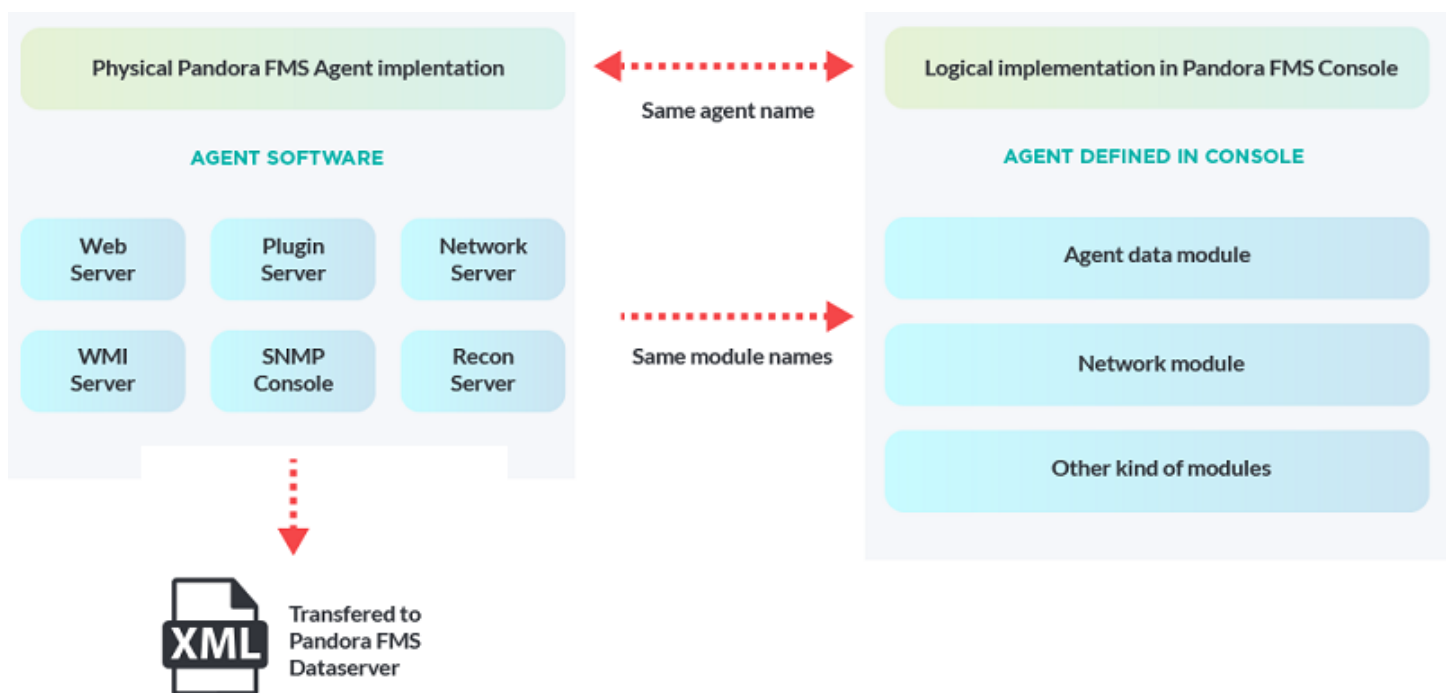 Physical Pandora FMS Agent implentation
AGENT SOFTWARE
Web
Server
Plugin
Server
Network
Server
WMI
Server
SNMP
Console
Recon
Server
Same agent name
Same module names
Logical implementation in Pandora FMS Console
AGENT DEFINED IN CONSOLE
Agent data module
Network module
Other kind of modules
XML
Transfered to
Pandora FMS
Dataserver